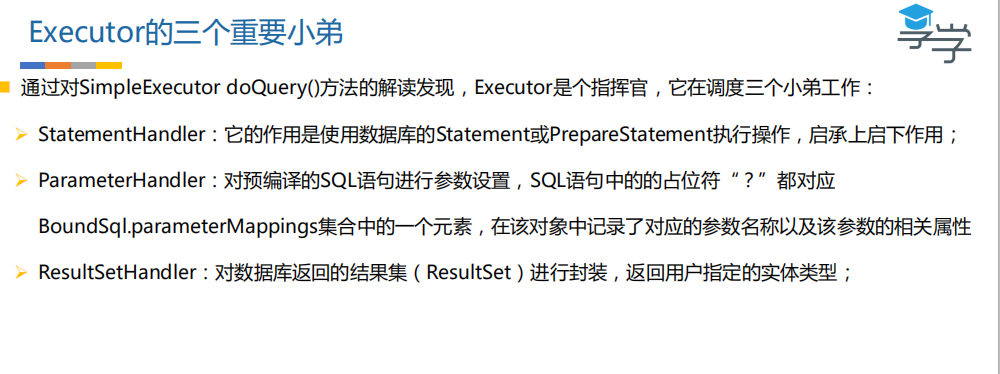 Executor的三个重要小弟
享学
通过对SimpleExecutor doQuery()方法的解读发现，Executor是个指挥官，它在调度三个小弟工作：
StatementHandler：它的作用是使用数据库的Statement或PrepareStatement执行操作，启承上启下作用；
ParameterHandler：对预编译的SQL语句进行参数设置，SQL语句中的的占位符“？”都对应
BoundSql.parameterMappings集合中的一个元素，在该对象中记录了对应的参数名称以及该参数的相关属性
ResultSetHandler：对数据库返回的结果集（ResultSet）进行封装，返回用户指定的实体类型；